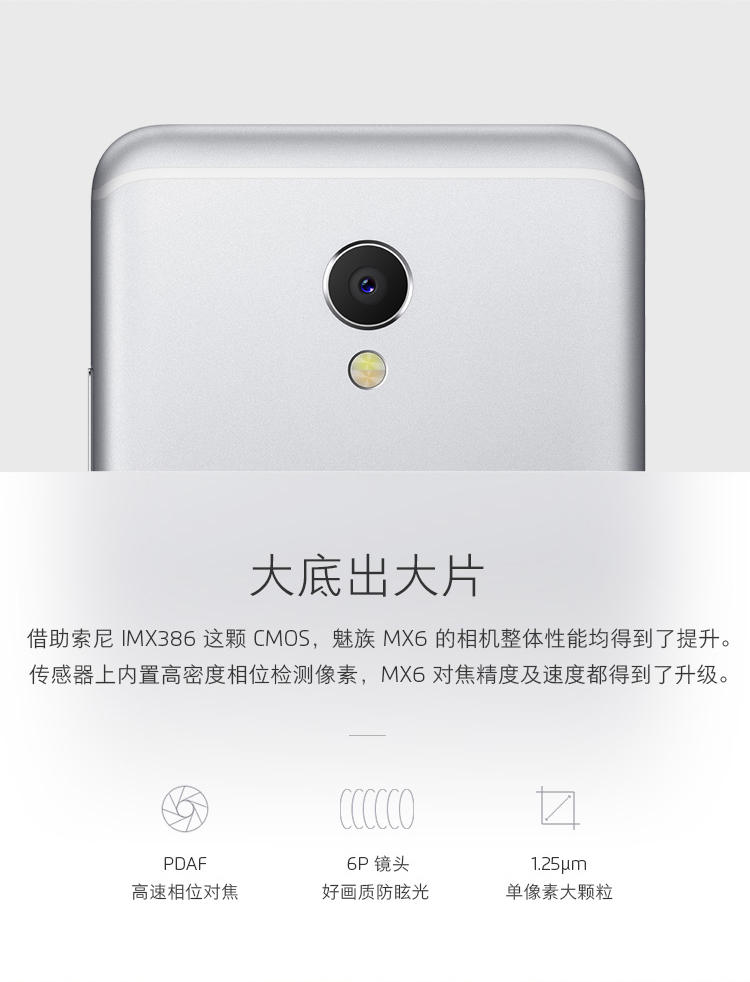 大底出大片
借助索尼 IMX386 这颗 CMOS，魅族 MX6 的相机整体性能均得到了提升。
传感器上内置高密度相位检测像素，MX6 对焦精度及速度都得到了升级。
PDAF
高速相位对焦
6P 镜头
好画质防眩光
1.25μm
单像素大颗粒